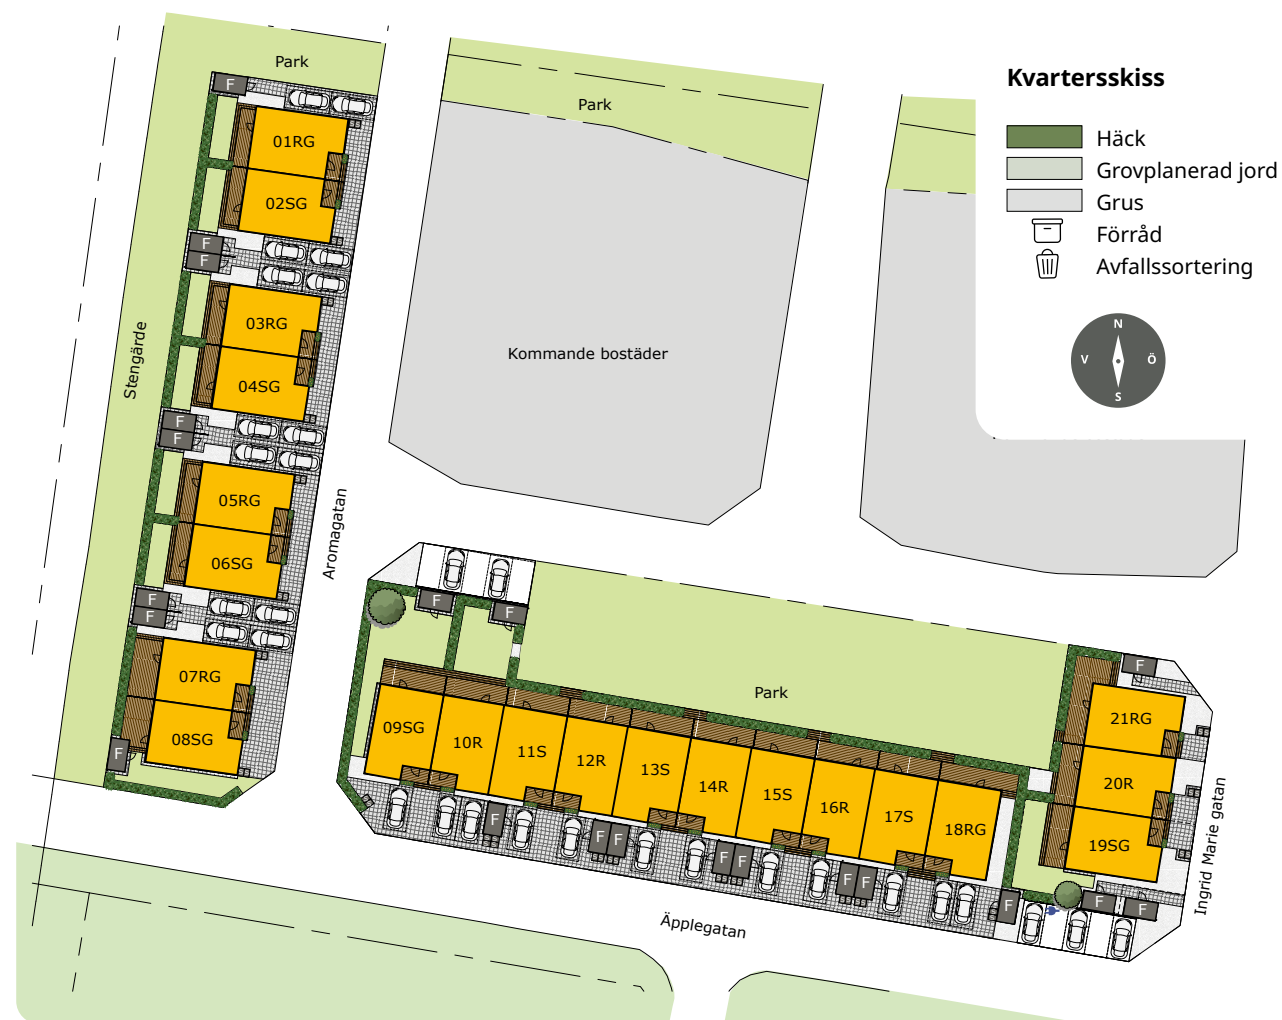 Park
Park
Kvartersskiss
Häck
Grovplanerad jord
Grus
Förråd
Avfallssortering
N
V
Ö
S
Kommande bostäder
Stengärde
Aromagatan
F
01RG
02SG
F
F
03RG
04SG
F
F
05RG
06SG
F
F
07RG
08SG
F
F
F
Park
09SG
10R
11S
12R
13S
14R
15S
16R
17S
18RG
F
F
F
F
F
F
F
F
F
21RG
20R
19SG
F
F
Ingrid Marie gatan
Äpplegatan